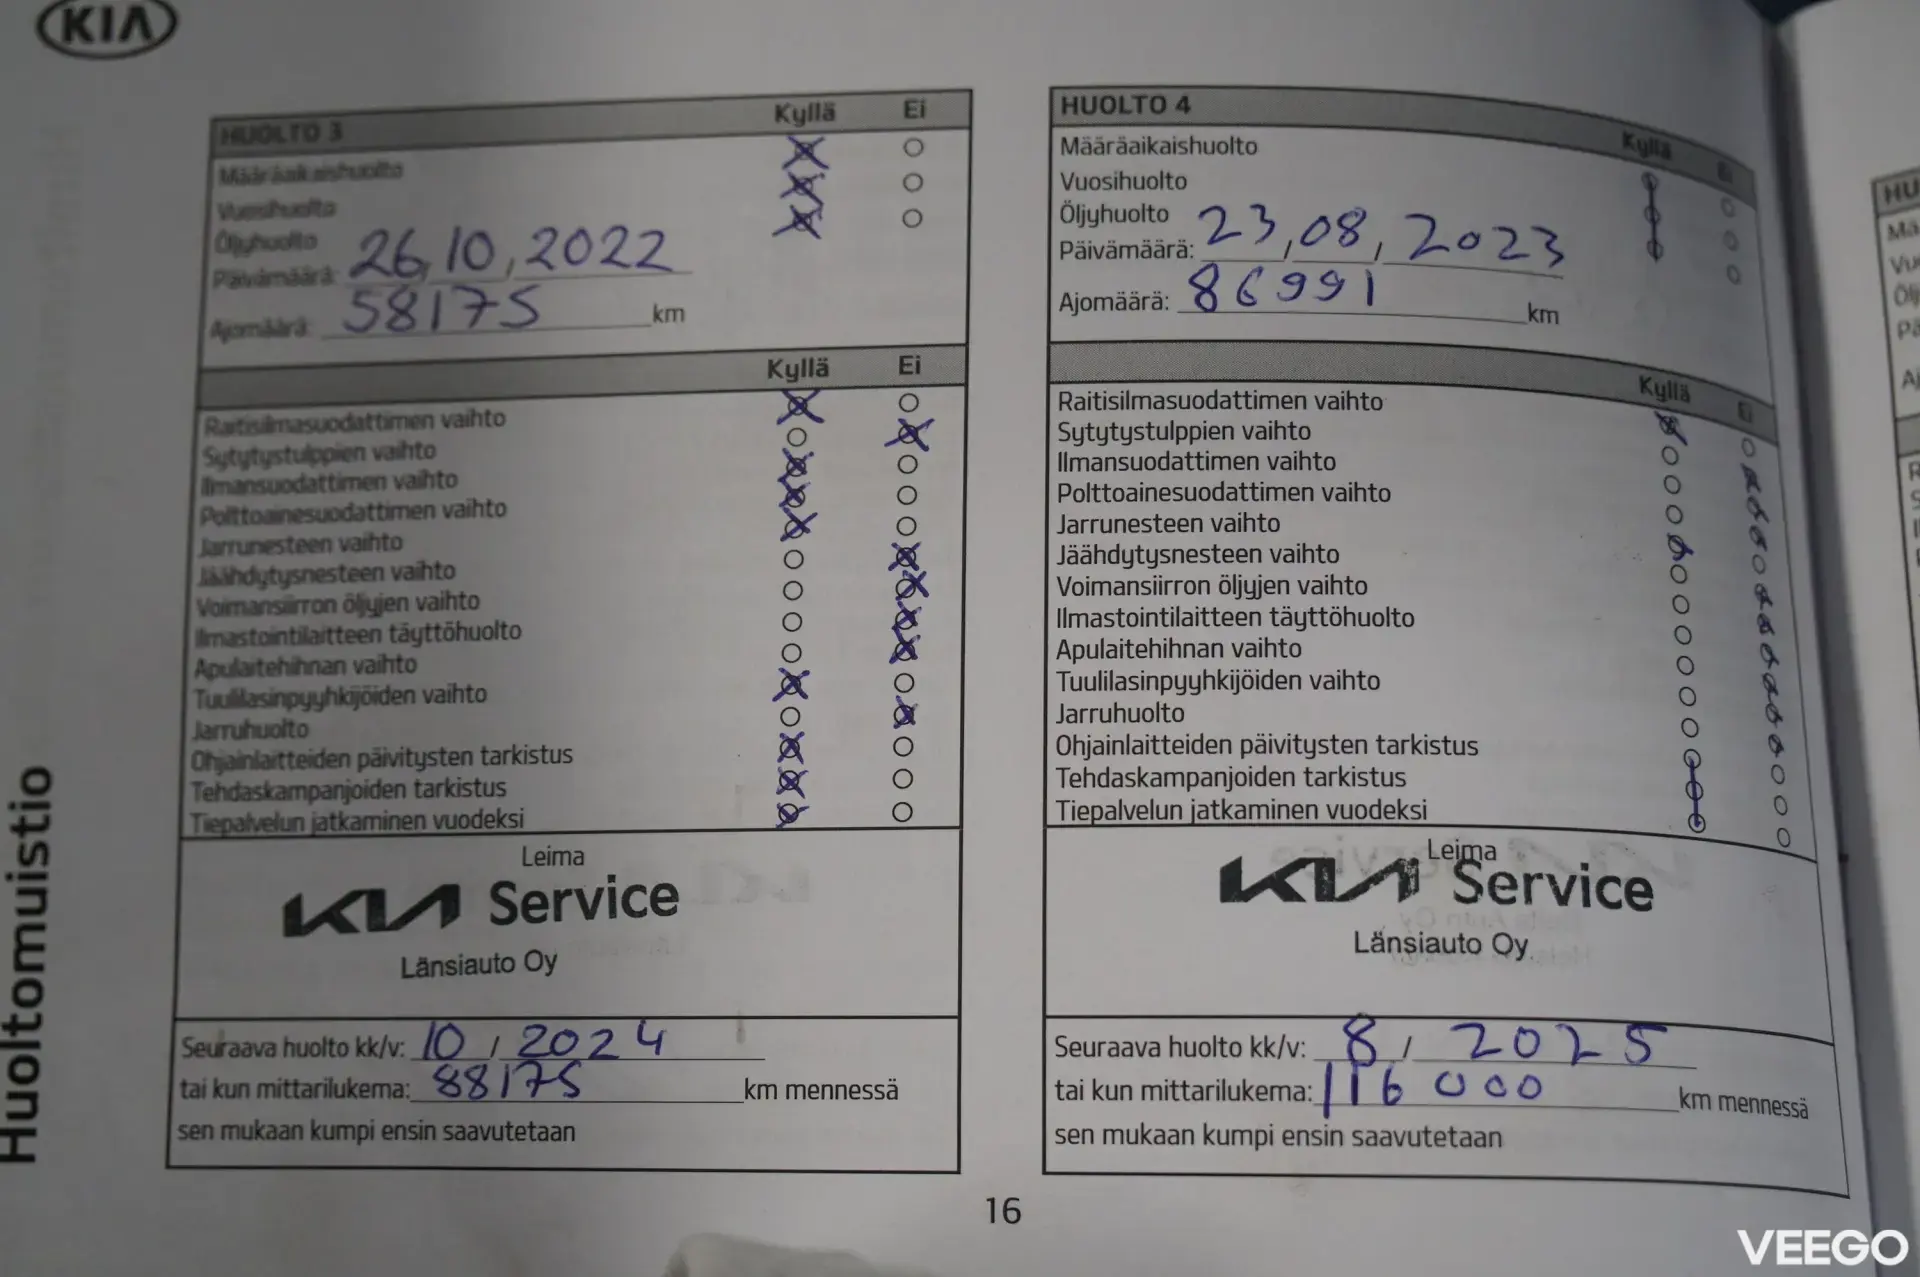 KIA
Huoltomuistio
HUOLTO 3 Kyllä Ei
Määräaikaishuolto
Vuosihuolto
Öljyhuolto
Päivämäärä: 26,10,2022
Ajomäärä: 58175 km
Kyllä Ei
Raitisilmasuodattimen vaihto
Sytytystulppien vaihto
Ilmansuodattimen vaihto
Polttoainesuodattimen vaihto
Jarrunesteen vaihto
Jäähdytysnesteen vaihto
Voimansiirron öljyjen vaihto
Ilmastointilaitteen täyttöhuolto
Apulaitehihnan vaihto
Tuulilasinpyyhkijöiden vaihto
Jarruhuolto
Ohjainlaitteiden päivitysten tarkistus
Tehdaskampanjoiden tarkistus
Tiepalvelun jatkaminen vuodeksi
Leima
KIA Service
Länsiauto Oy
Seuraava huolto kk/v: 10 / 2024
tai kun mittarilukema: 88175 km mennessä
sen mukaan kumpi ensin saavutetaan
HUOLTO 4
Kyllä Ei
Määräaikaishuolto
Vuosihuolto
Öljyhuolto
Päivämäärä: 23/08/2023
Ajomäärä: 86991 km
Kyllä Ei
Raitisilmasuodattimen vaihto
Sytytystulppien vaihto
Ilmansuodattimen vaihto
Polttoainesuodattimen vaihto
Jarrunesteen vaihto
Jäähdytysnesteen vaihto
Voimansiirron öljyjen vaihto
Ilmastointilaitteen täyttöhuolto
Apulaitehihnan vaihto
Tuulilasinpyyhkijöiden vaihto
Jarruhuolto
Ohjainlaitteiden päivitysten tarkistus
Tehdaskampanjoiden tarkistus
Tiepalvelun jatkaminen vuodeksi
Leima
KIA Service
Länsiauto Oy
Seuraava huolto kk/v: 8 / 2025
tai kun mittarilukema: 116 000 km mennessä
sen mukaan kumpi ensin saavutetaan
16
VEEGO